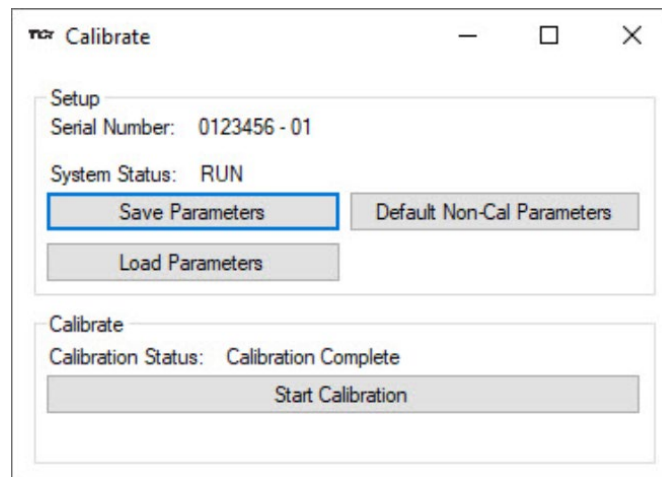 Calibrate
Setup
Serial Number: 0123456 - 01
System Status: RUN
Save Parameters Default Non-Cal Parameters
Load Parameters
Calibrate
Calibration Status: Calibration Complete
Start Calibration